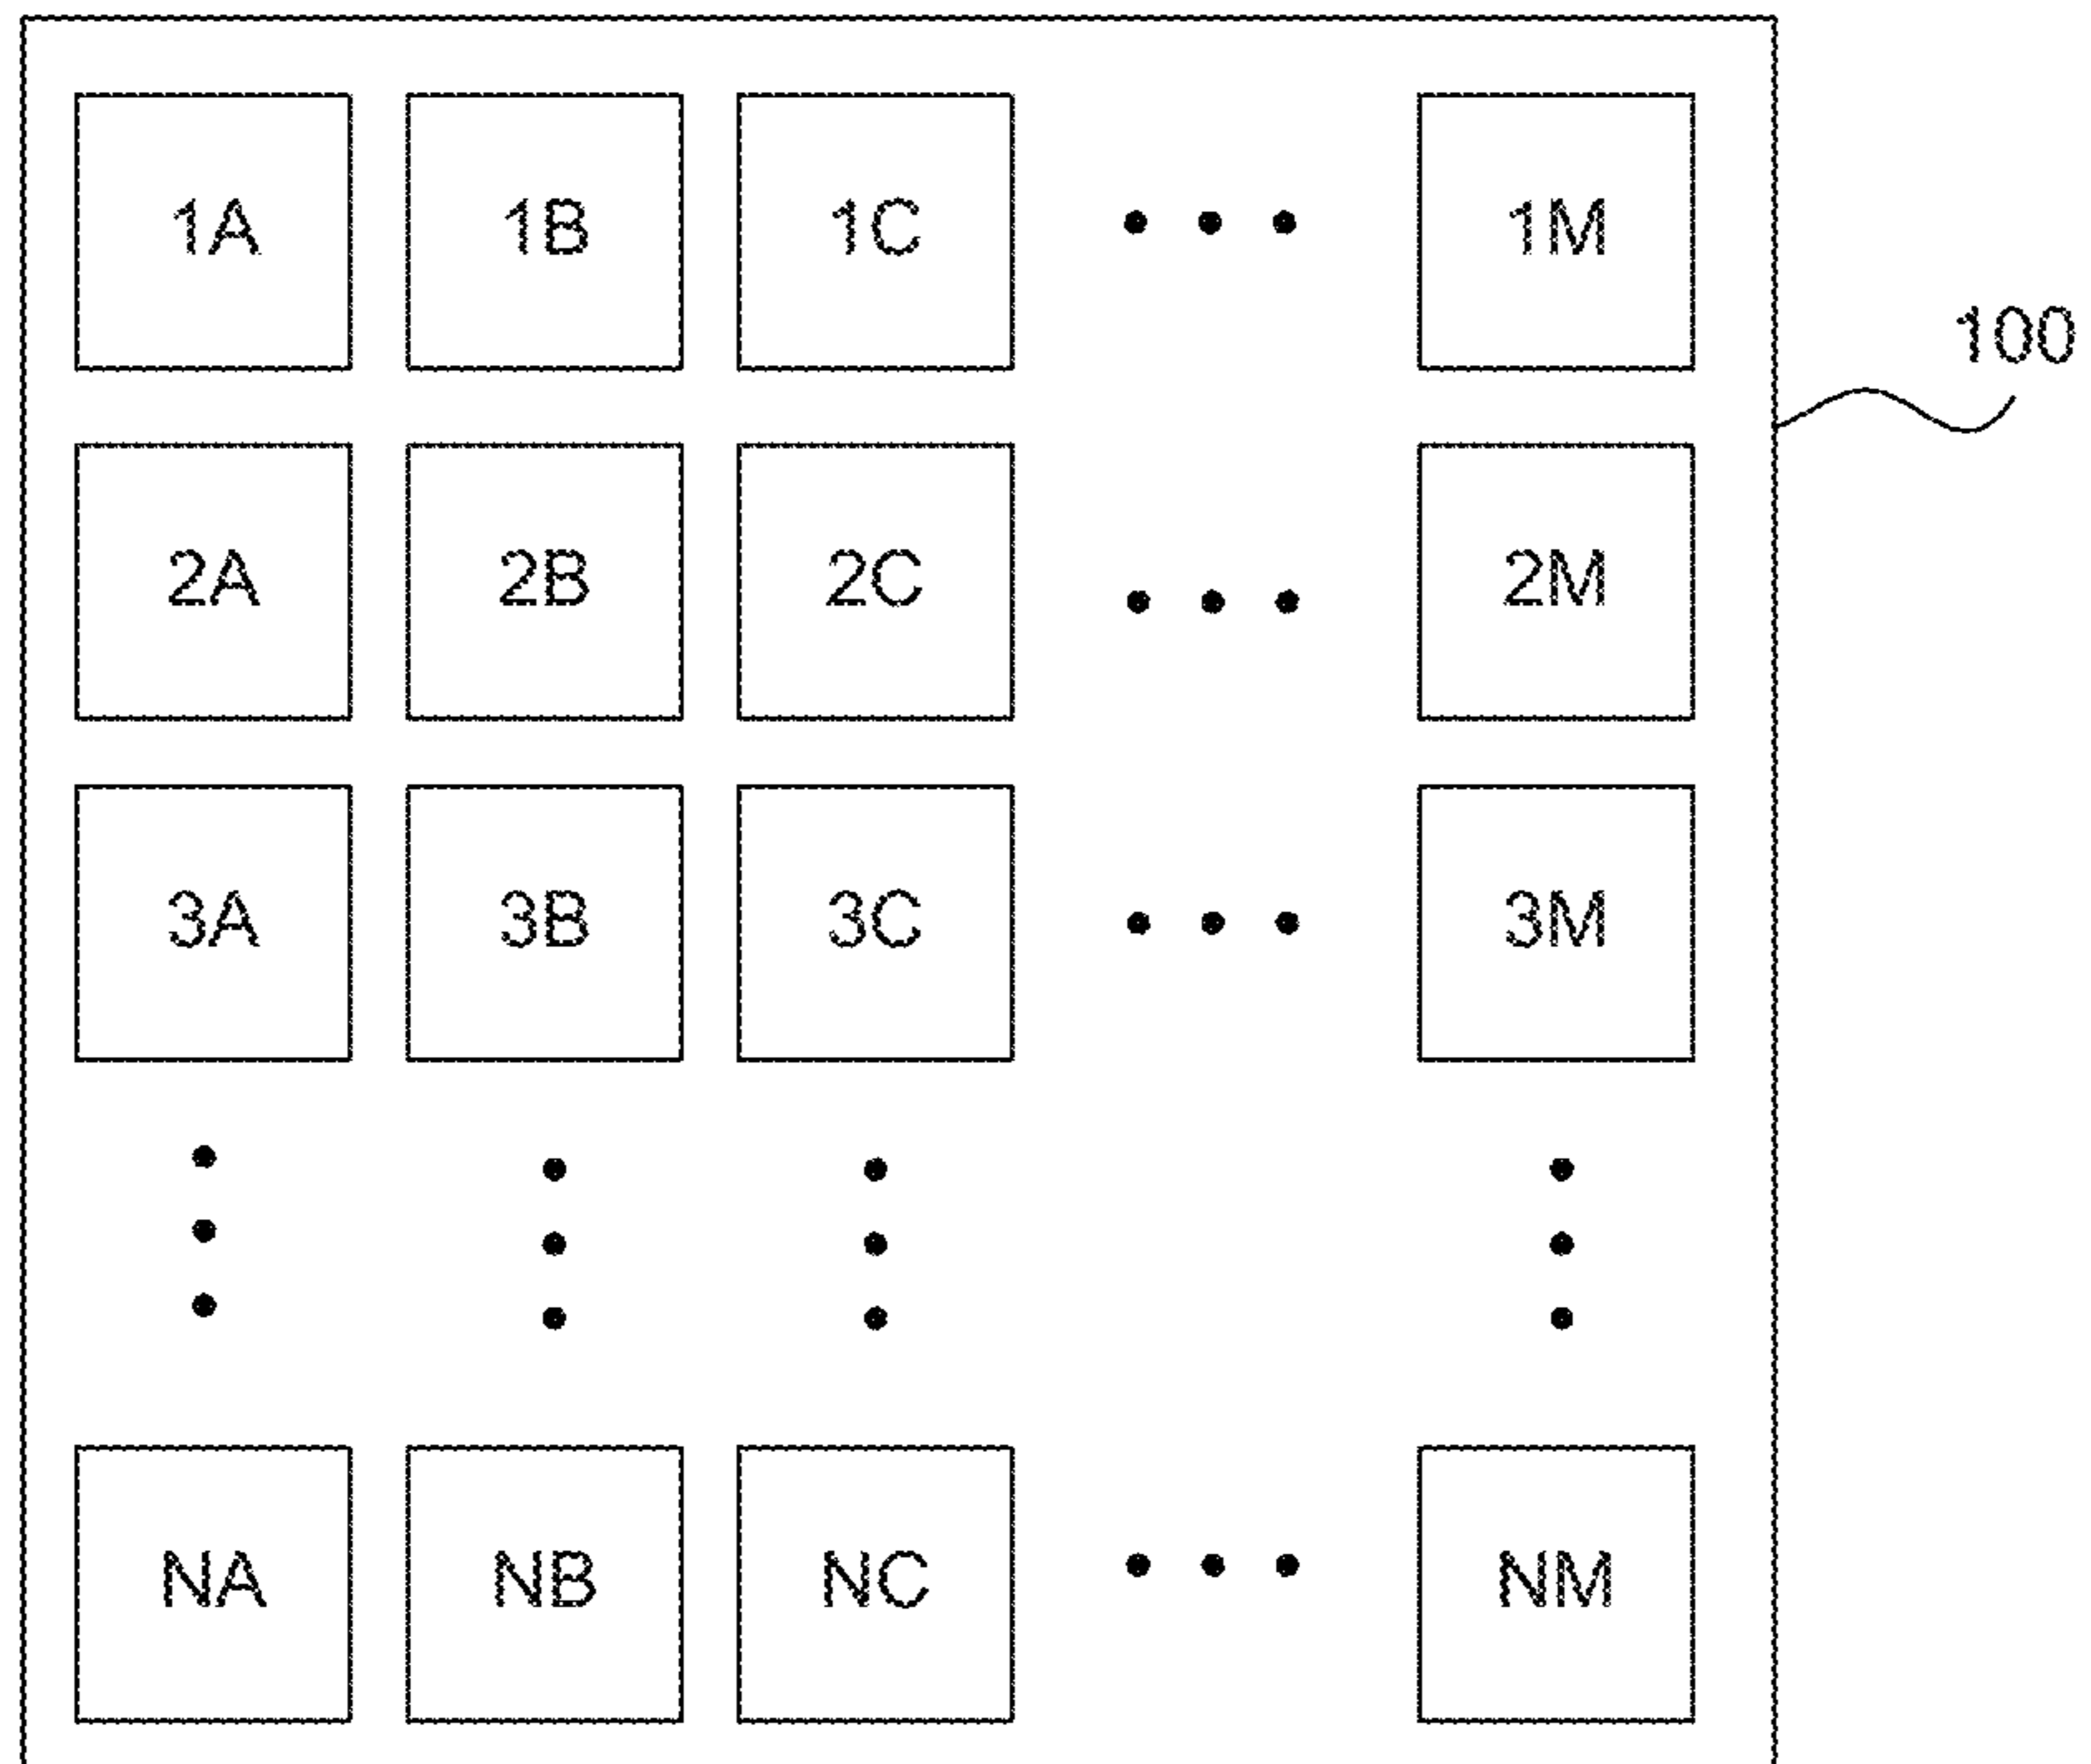 1A 1B 1C • • • 1M
100
2A 2B 2C • • • 2M
3A 3B 3C • • • 3M
NA NB NC • • • NM